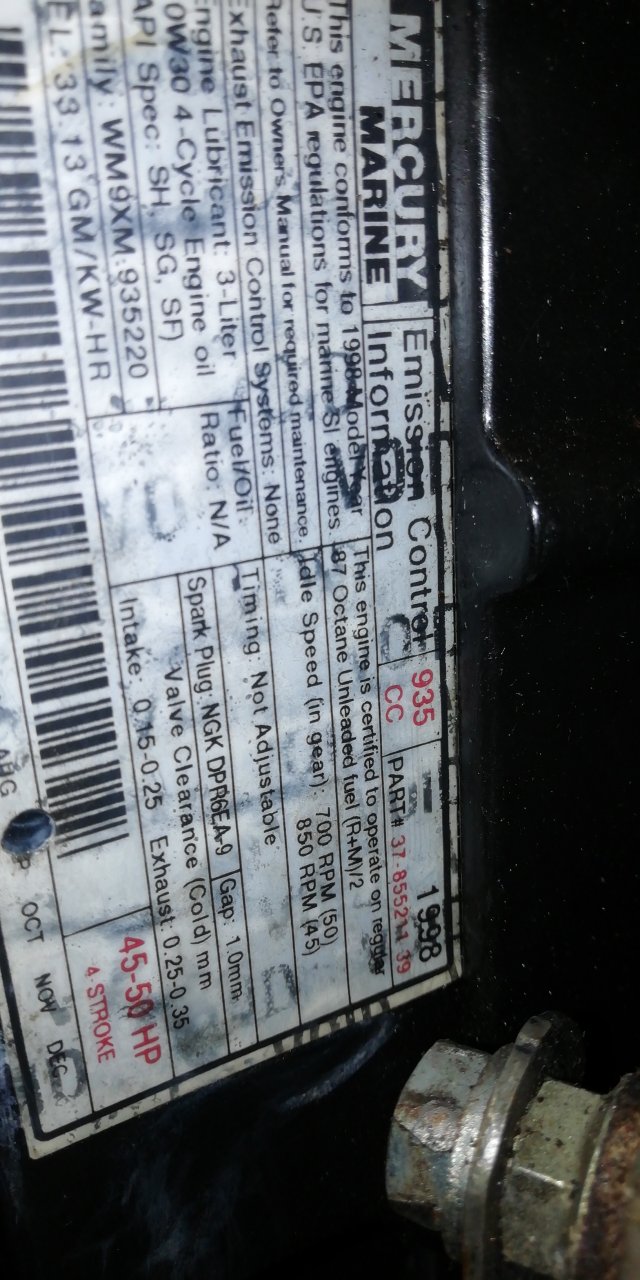 MERCURY
MARINE
Emission Control
Information
935
CC
1998
PART# 37-855214 39
This engine conforms to 1998 Model Year
U.S. EPA regulations for marine SI engines.
Refer to Owners Manual for required maintenance.
This engine is certified to operate on regular
87 Octane Unleaded fuel (R+M)/2
Exhaust Emission Control Systems: None
Idle Speed (in gear): 700 RPM (50)
850 RPM (45)
Engine Lubricant: 3-Liter
0W30 4-Cycle Engine oil
API Spec: SH, SG, SF)
Fuel/Oil
Ratio: N/A
Timing: Not Adjustable
Spark Plug: NGK DPR6EA-9
Gap: 1.0mm
Family: WM9XM.935220
FEL: 33.13 GM/KW-HR
Valve Clearance (Cold) mm
Intake: 0.15-0.25 Exhaust: 0.25-0.35
45-50 HP
4 STROKE
AUG
OCT NOV DEC